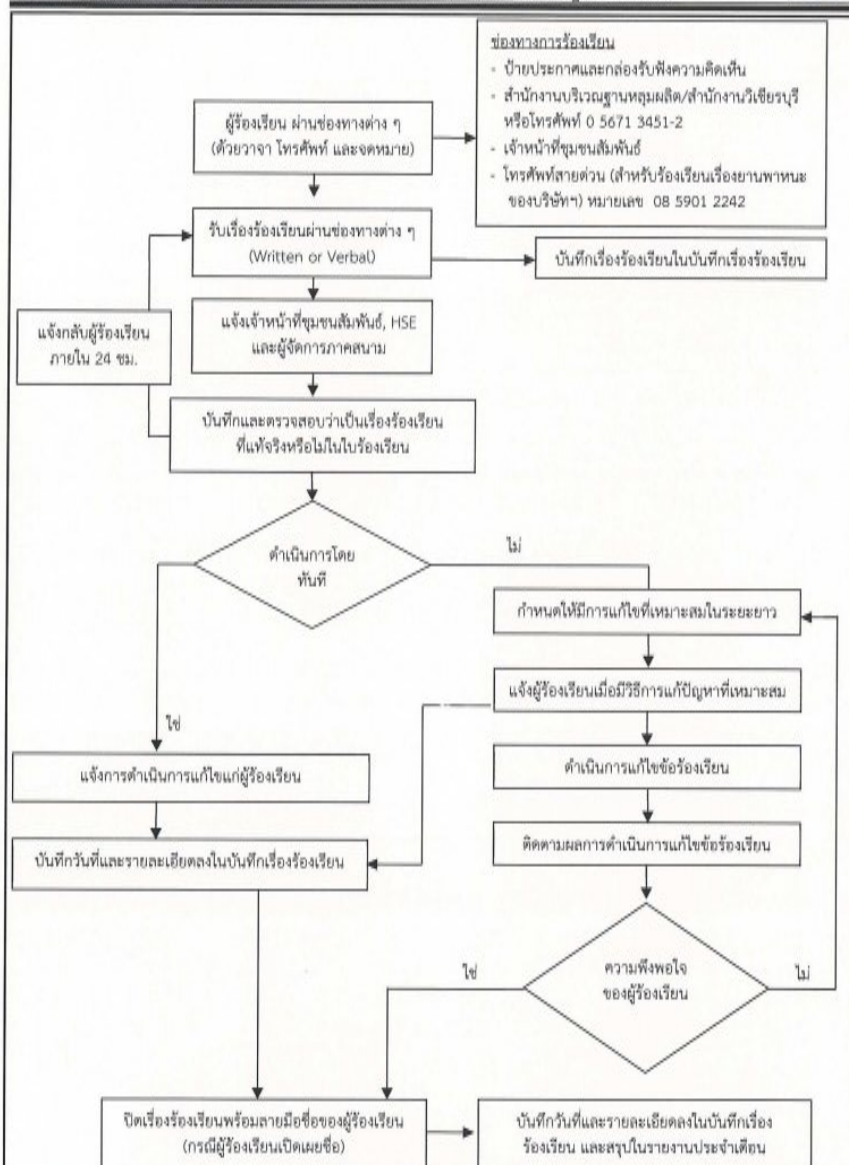 ช่องทางการร้องเรียน
- ป้ายประกาศและกล่องรับฟังความคิดเห็น
- สำนักงานบริเวณฐานหลุมผลิต/สำนักงานวิเชียรบุรี
หรือโทรศัพท์ 0 5671 3451-2
- เจ้าหน้าที่ชุมชนสัมพันธ์
- โทรศัพท์สายด่วน (สำหรับร้องเรียนเรื่องยานพาหนะ
ของบริษัทฯ) หมายเลข 08 5901 2242
ผู้ร้องเรียน ผ่านช่องทางต่าง ๆ
(ด้วยวาจา โทรศัพท์ และจดหมาย)
รับเรื่องร้องเรียนผ่านช่องทางต่าง ๆ
(Written or Verbal)
บันทึกเรื่องร้องเรียนในบันทึกเรื่องร้องเรียน
แจ้งกลับผู้ร้องเรียน
ภายใน 24 ชม.
แจ้งเจ้าหน้าที่ชุมชนสัมพันธ์, HSE
และผู้จัดการภาคสนาม
บันทึกและตรวจสอบว่าเป็นเรื่องร้องเรียน
ที่แท้จริงหรือไม่ในใบร้องเรียน
ดำเนินการโดย
ทันที
ไม่
กำหนดให้มีการแก้ไขที่เหมาะสมในระยะยาว
แจ้งผู้ร้องเรียนเมื่อมีวิธีการแก้ปัญหาที่เหมาะสม
ใช่
แจ้งการดำเนินการแก้ไขแก่ผู้ร้องเรียน
ดำเนินการแก้ไขข้อร้องเรียน
บันทึกวันที่และรายละเอียดลงในบันทึกเรื่องร้องเรียน
ติดตามผลการดำเนินการแก้ไขข้อร้องเรียน
ใช่
ความพึงพอใจ
ของผู้ร้องเรียน
ไม่
ปิดเรื่องร้องเรียนพร้อมลายมือชื่อของผู้ร้องเรียน
(กรณีผู้ร้องเรียนเปิดเผยชื่อ)
บันทึกวันที่และรายละเอียดลงในบันทึกเรื่อง
ร้องเรียน และสรุปในรายงานประจำเดือน